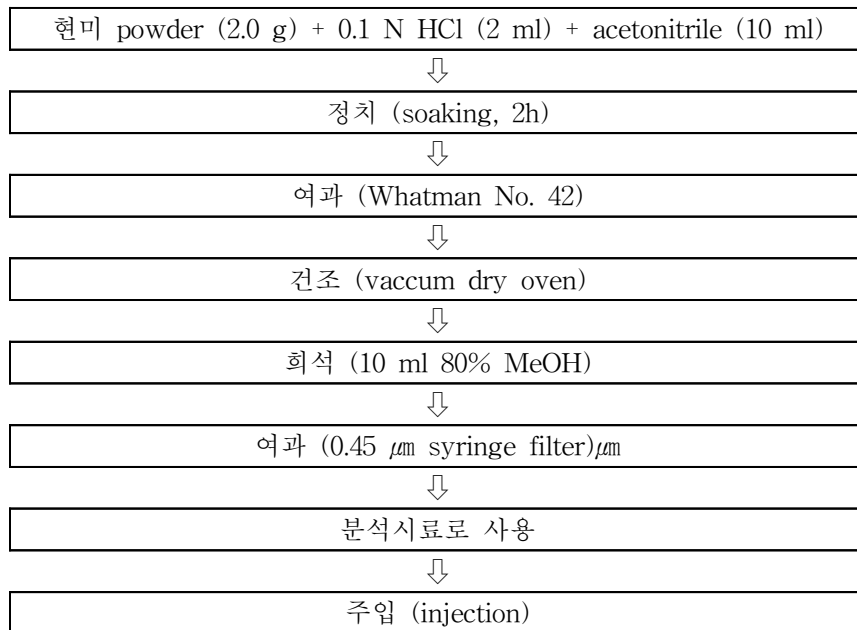 현미 powder (2.0 g) + 0.1 N HCl (2 ml) + acetonitrile (10 ml)
⇩
정치 (soaking, 2h)
⇩
여과 (Whatman No. 42)
⇩
건조 (vaccum dry oven)
⇩
희석 (10 ml 80% MeOH)
⇩
여과 (0.45 ㎛ syringe filter)㎛
⇩
분석시료로 사용
⇩
주입 (injection)